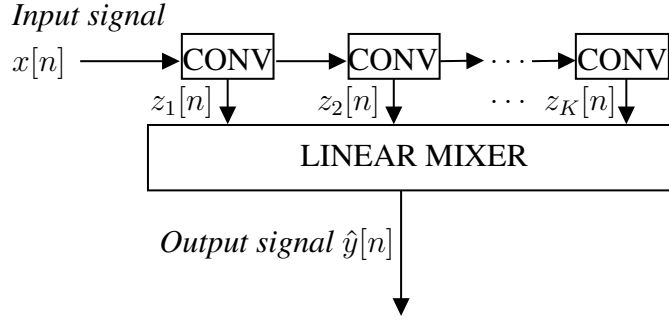 Input signal
x[n] CONV CONV ··· CONV
z_1[n] z_2[n] ··· z_K[n]
LINEAR MIXER
Output signal ŷ[n]